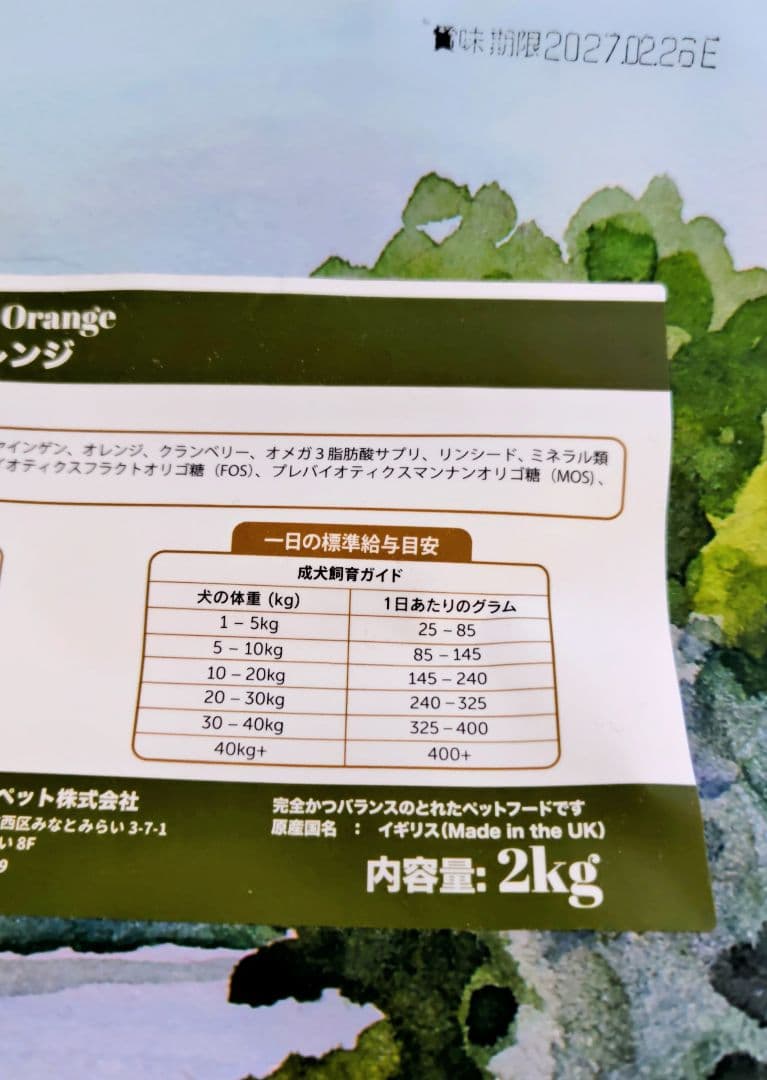 賞味期限2027.02.26E
Orange
レンジ
インゲン、オレンジ、クランベリー、オメガ3脂肪酸サプリ、リンシード、ミネラル類
イオティクスフラクトオリゴ糖（FOS）、プレバイオティクスマンナンオリゴ糖（MOS）、
一日の標準給与目安
成犬飼育ガイド
犬の体重 (kg) 1日あたりのグラム
1 – 5kg 25 – 85
5 – 10kg 85 – 145
10 – 20kg 145 – 240
20 – 30kg 240 – 325
30 – 40kg 325 – 400
40kg+ 400+
ペット株式会社
西区みなとみらい 3-7-1
い 8F
9
完全かつバランスのとれたペットフードです
原産国名 ： イギリス(Made in the UK)
内容量: 2kg